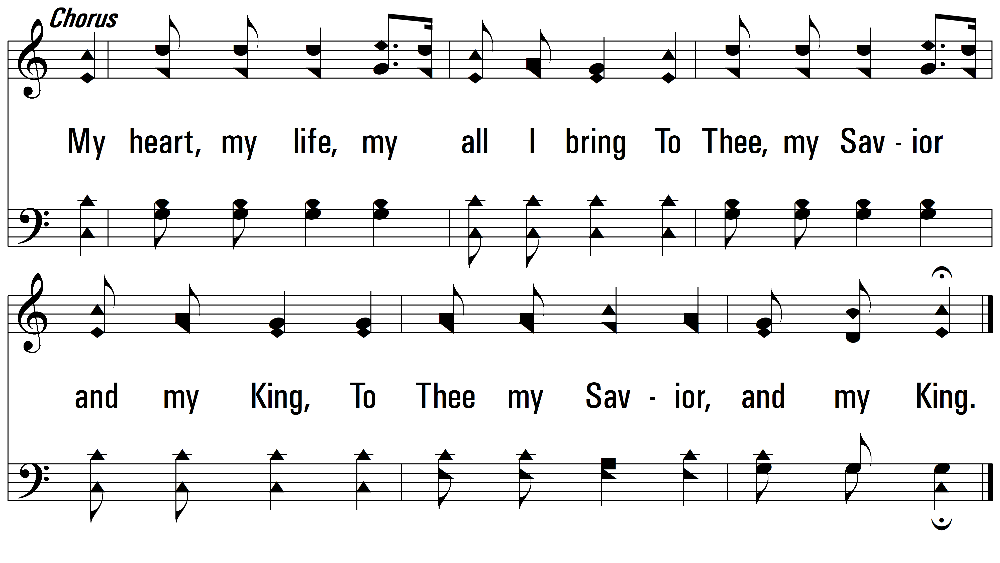 Chorus
My heart, my life, my all I bring To Thee, my Sav - ior
and my King, To Thee my Sav - ior, and my King.